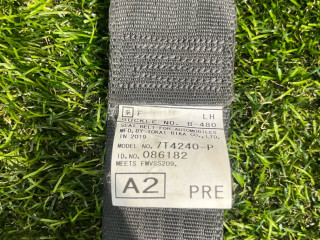 R F LH
BUCKLE NO. B-480
SEAT BELT FOR AUTOMOBILES
MFD. BY TOKAI RIKA CO., LTD.
IN 2019
MODEL NO. 7T4240-P
ID. NO. 086182
MEETS FMVSS209.
A2 PRE